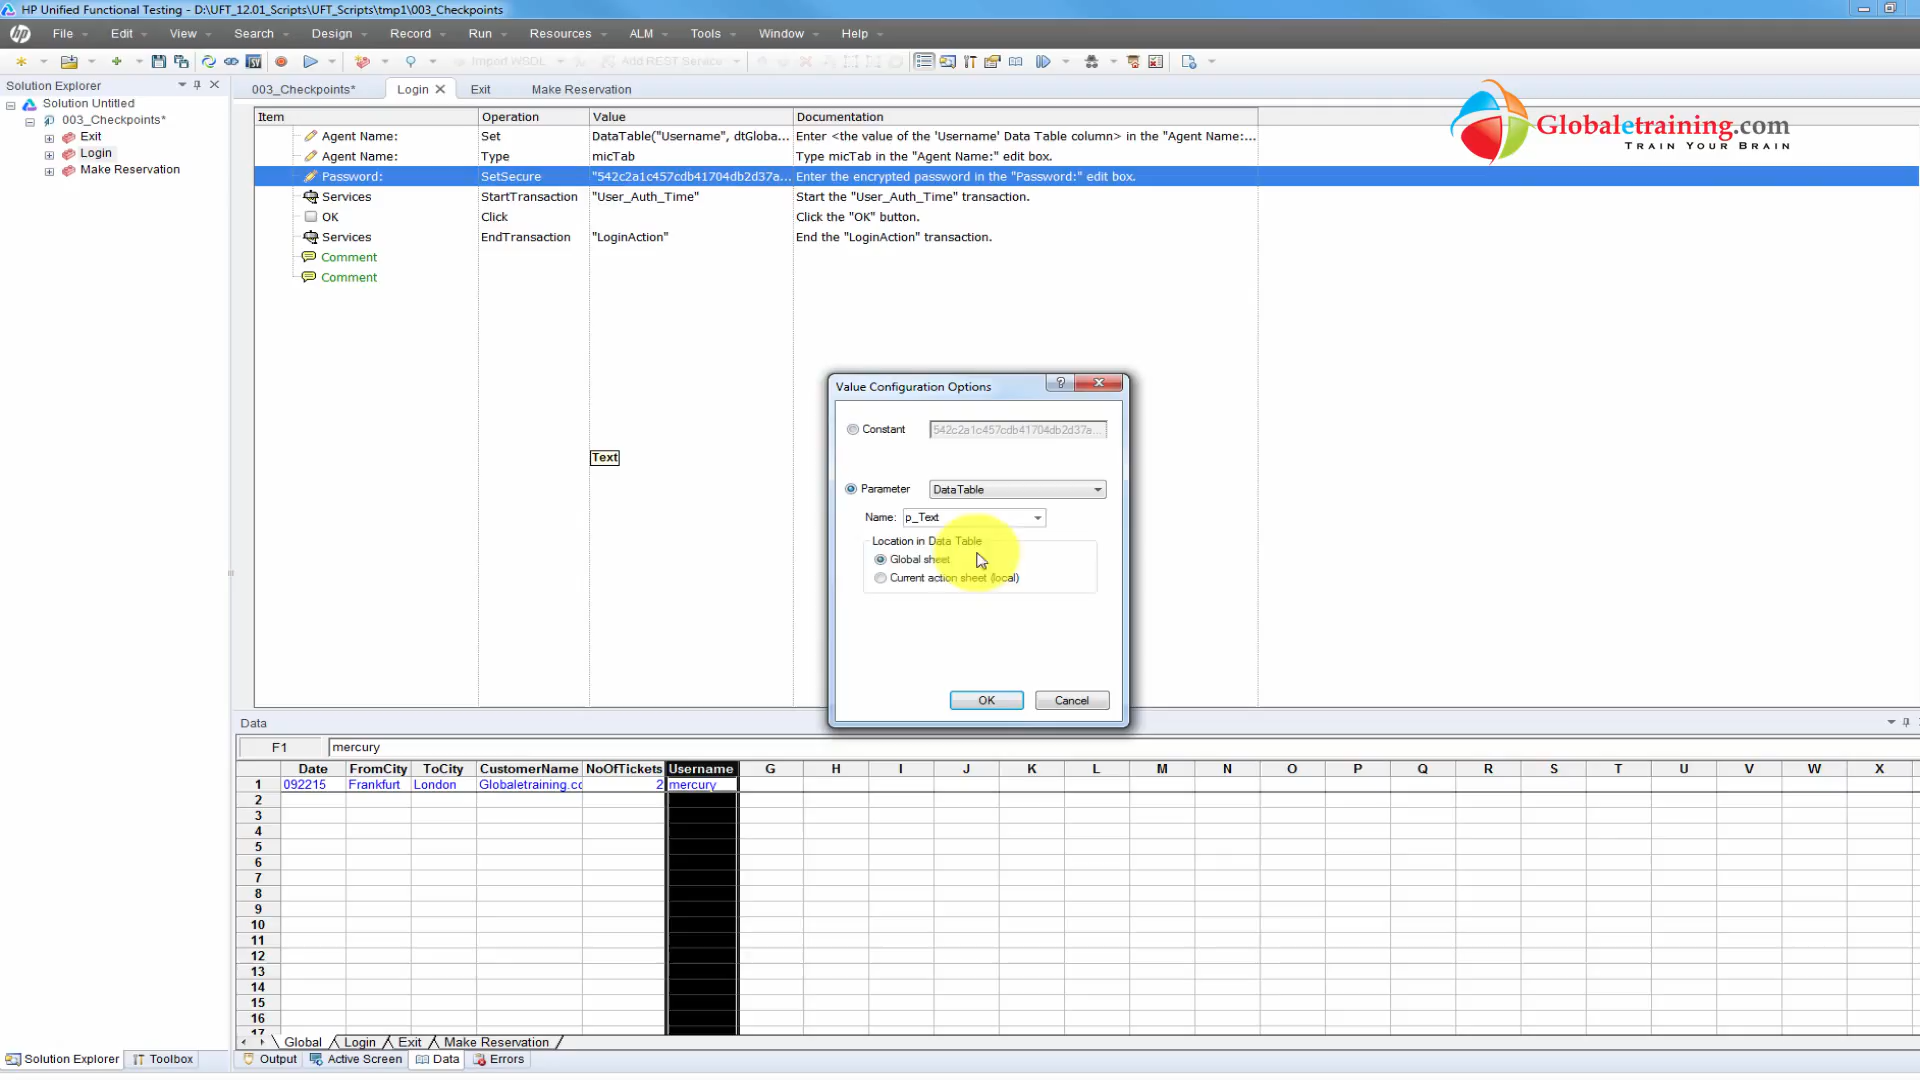 HP Unified Functional Testing - D:\UFT_12.01_Scripts\UFT_Scripts\tmp1\003_Checkpoints
File Edit View Search Design Record Run Resources ALM Tools Window Help
Import WSDL Add REST Service
Solution Explorer
003_Checkpoints* Login Exit Make Reservation
Solution Untitled
003_Checkpoints*
Exit
Login
Make Reservation
Globaletraining.com
TRAIN YOUR BRAIN
Item Operation Value Documentation
Agent Name: Set DataTable("Username", dtGloba... Enter <the value of the 'Username' Data Table column> in the "Agent Name:...
Agent Name: Type micTab Type micTab in the "Agent Name:" edit box.
Password: SetSecure "542c2a1c457cdb41704db2d37a... Enter the encrypted password in the "Password:" edit box.
Services StartTransaction "User_Auth_Time" Start the "User_Auth_Time" transaction.
OK Click Click the "OK" button.
Services EndTransaction "LoginAction" End the "LoginAction" transaction.
Comment
Comment
Text
Value Configuration Options
Constant 542c2a1c457cdb41704db2d37a...
Parameter DataTable
Name: p_Text
Location in Data Table
Global sheet
Current action sheet (local)
OK Cancel
Data
F1 mercury
Date FromCity ToCity CustomerName NoOfTickets Username G H I J K L M N O P Q R S T U V W X
1 092215 Frankfurt London Globaletraining.cc 2 mercury
2
3
4
5
6
7
8
9
10
11
12
13
14
15
16
17
Global Login Exit Make Reservation
Solution Explorer Toolbox Output Active Screen Data Errors